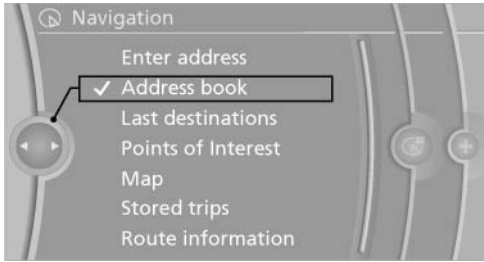 Navigation
Enter address
Address book
Last destinations
Points of Interest
Map
Stored trips
Route information